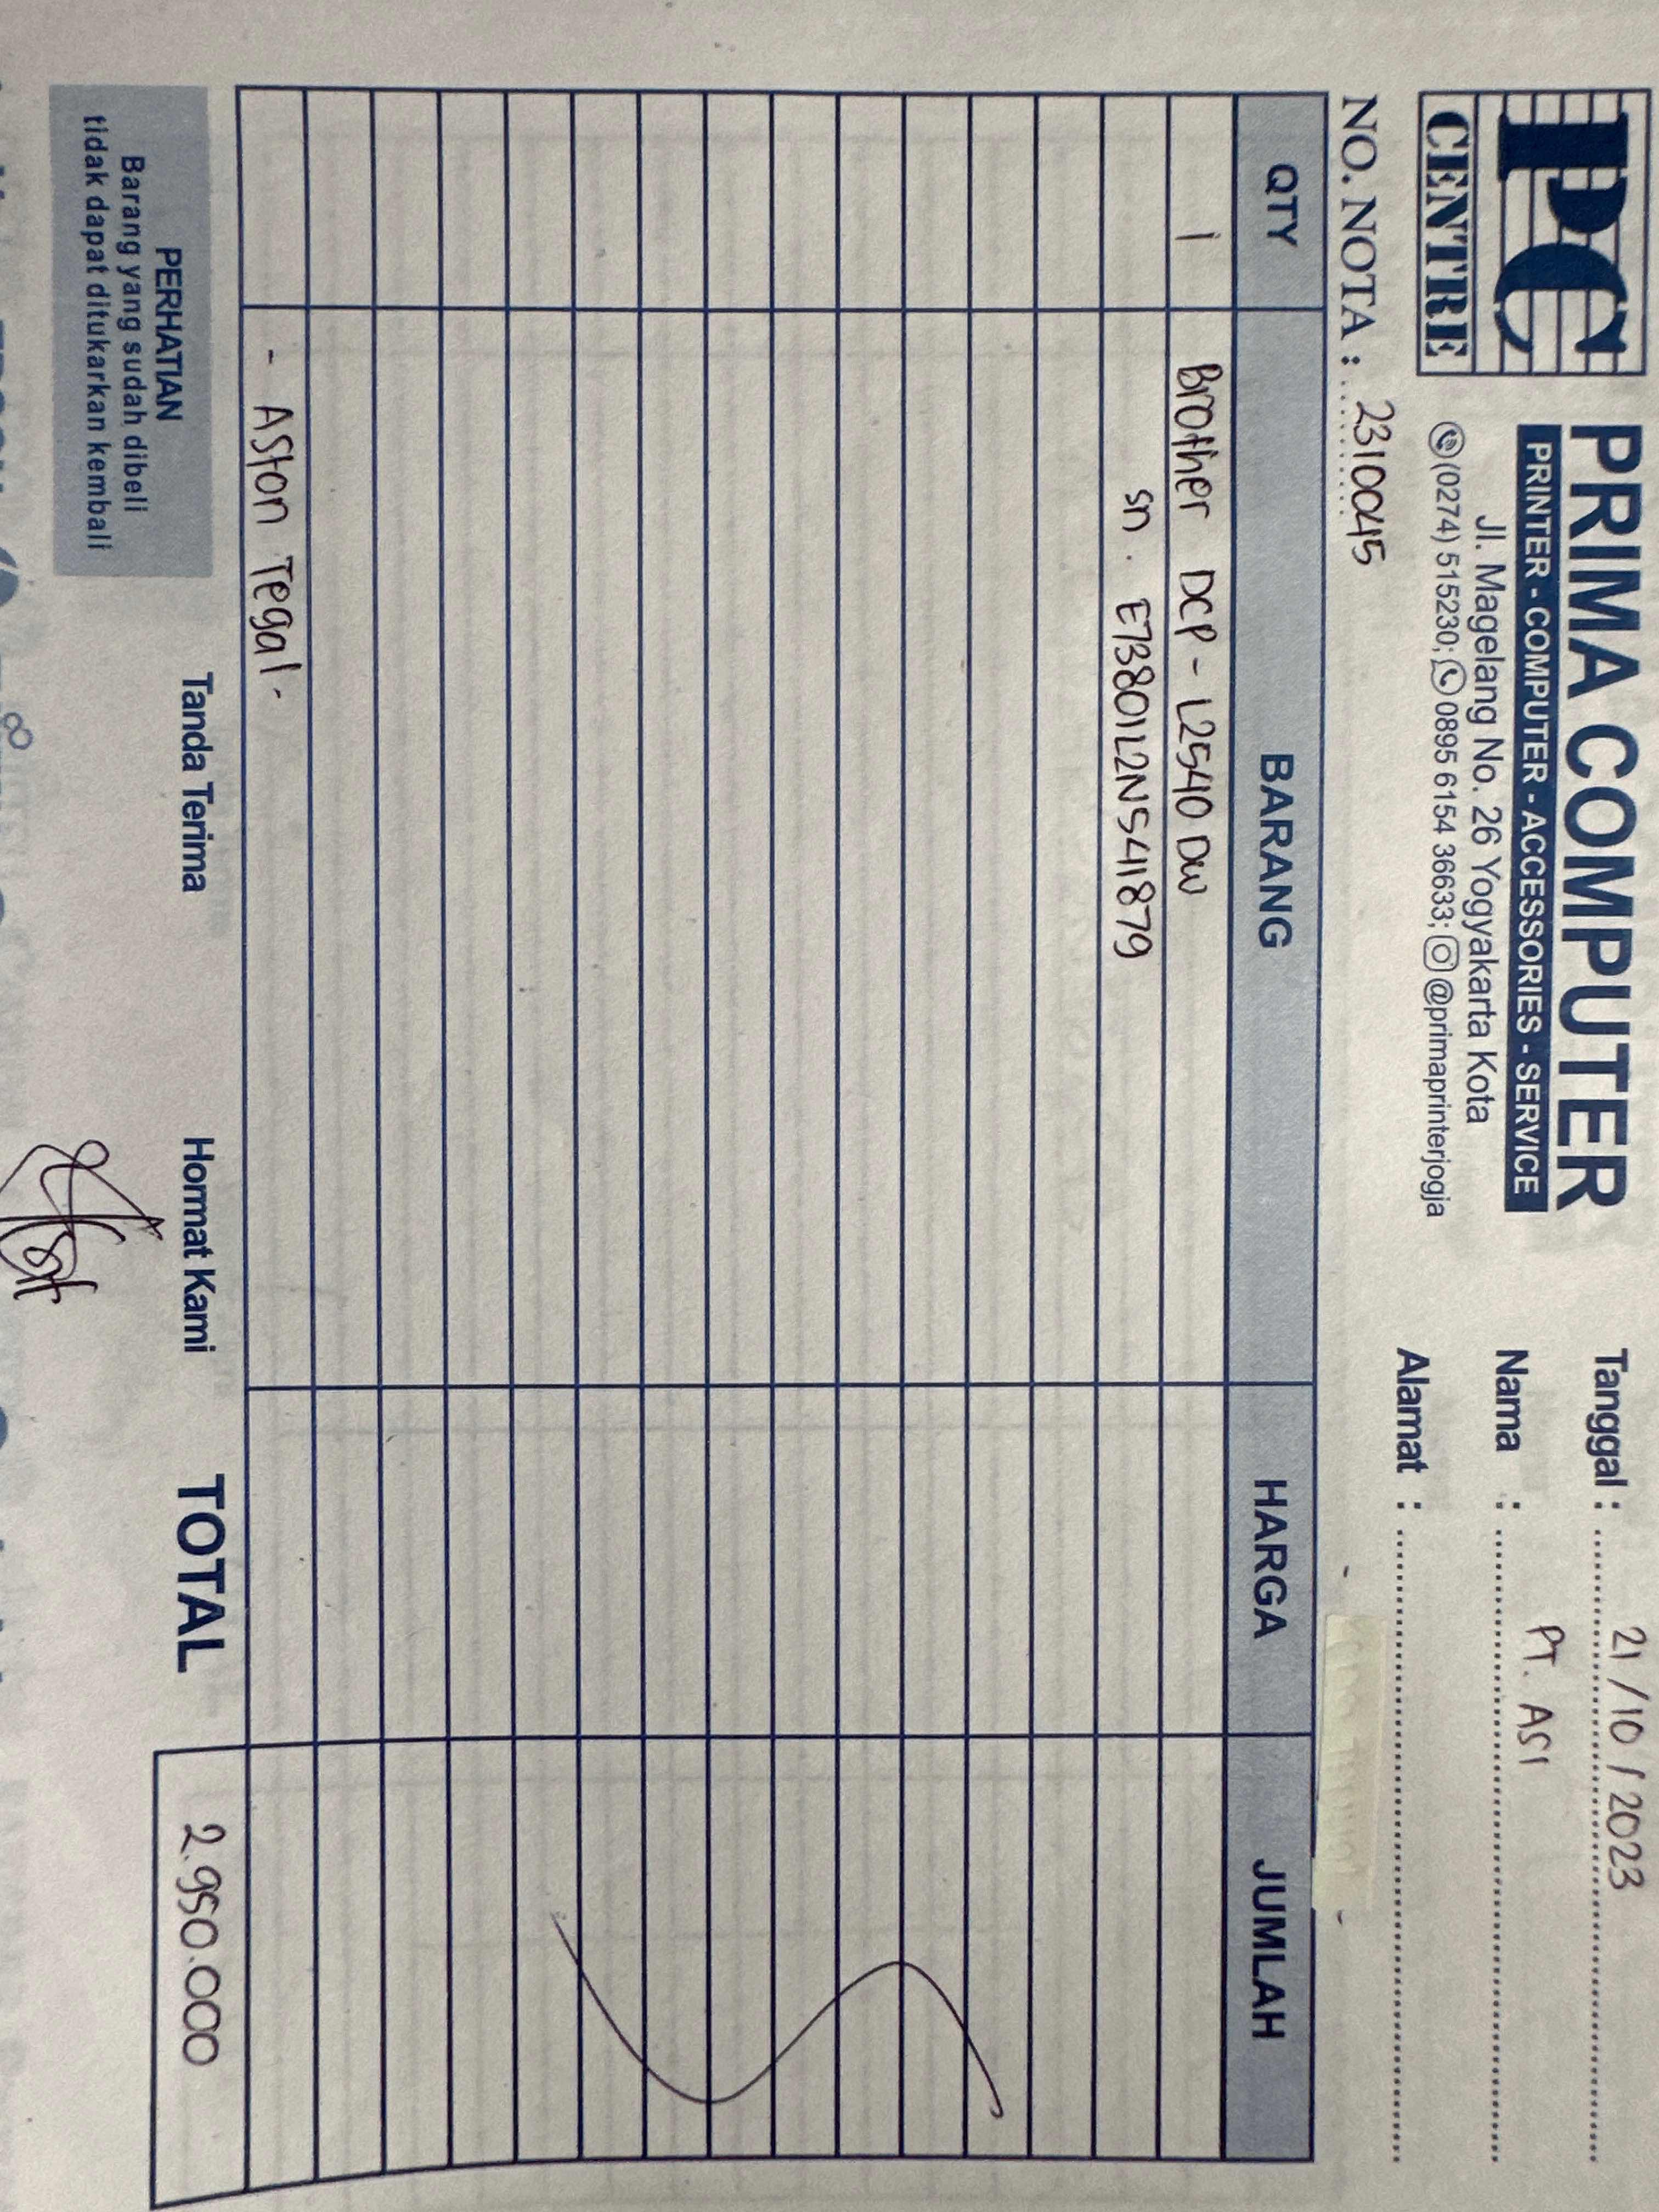 PC
CENTRE
PRIMA COMPUTER
PRINTER - COMPUTER - ACCESSORIES - SERVICE
Jl. Magelang No. 26 Yogyakarta Kota
(0274) 515230; 0895 6154 36633; @primaprinterjogja
Tanggal : 21/10/2023
Nama : PT. ASI
Alamat :
NO. NOTA : 2310045
QTY BARANG HARGA JUMLAH
1 Brother DCP - L2540 DW
sn. E73801L2N541879
- Aston Tegal -
PERHATIAN
Barang yang sudah dibeli
tidak dapat ditukarkan kembali
Tanda Terima
Hormat Kami
TOTAL 2.950.000